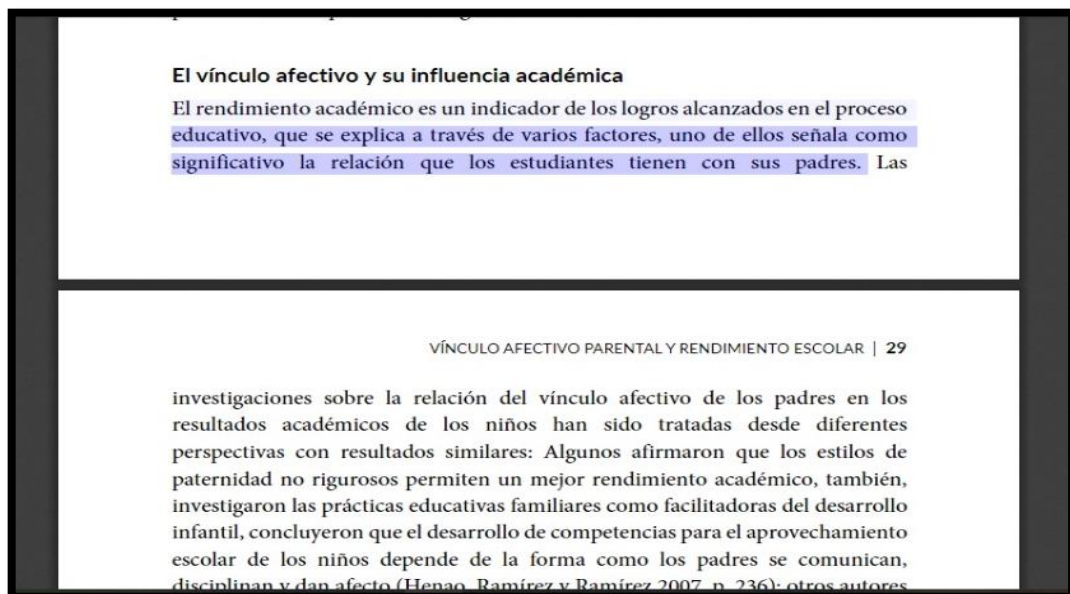 El vínculo afectivo y su influencia académica
El rendimiento académico es un indicador de los logros alcanzados en el proceso
educativo, que se explica a través de varios factores, uno de ellos señala como
significativo la relación que los estudiantes tienen con sus padres. Las
VÍNCULO AFECTIVO PARENTAL Y RENDIMIENTO ESCOLAR | 29
investigaciones sobre la relación del vínculo afectivo de los padres en los
resultados académicos de los niños han sido tratadas desde diferentes
perspectivas con resultados similares: Algunos afirmaron que los estilos de
paternidad no rigurosos permiten un mejor rendimiento académico, también,
investigaron las prácticas educativas familiares como facilitadoras del desarrollo
infantil, concluyeron que el desarrollo de competencias para el aprovechamiento
escolar de los niños depende de la forma como los padres se comunican,
disciplinan y dan afecto (Henao, Ramírez y Ramírez 2007, p. 236); otros autores